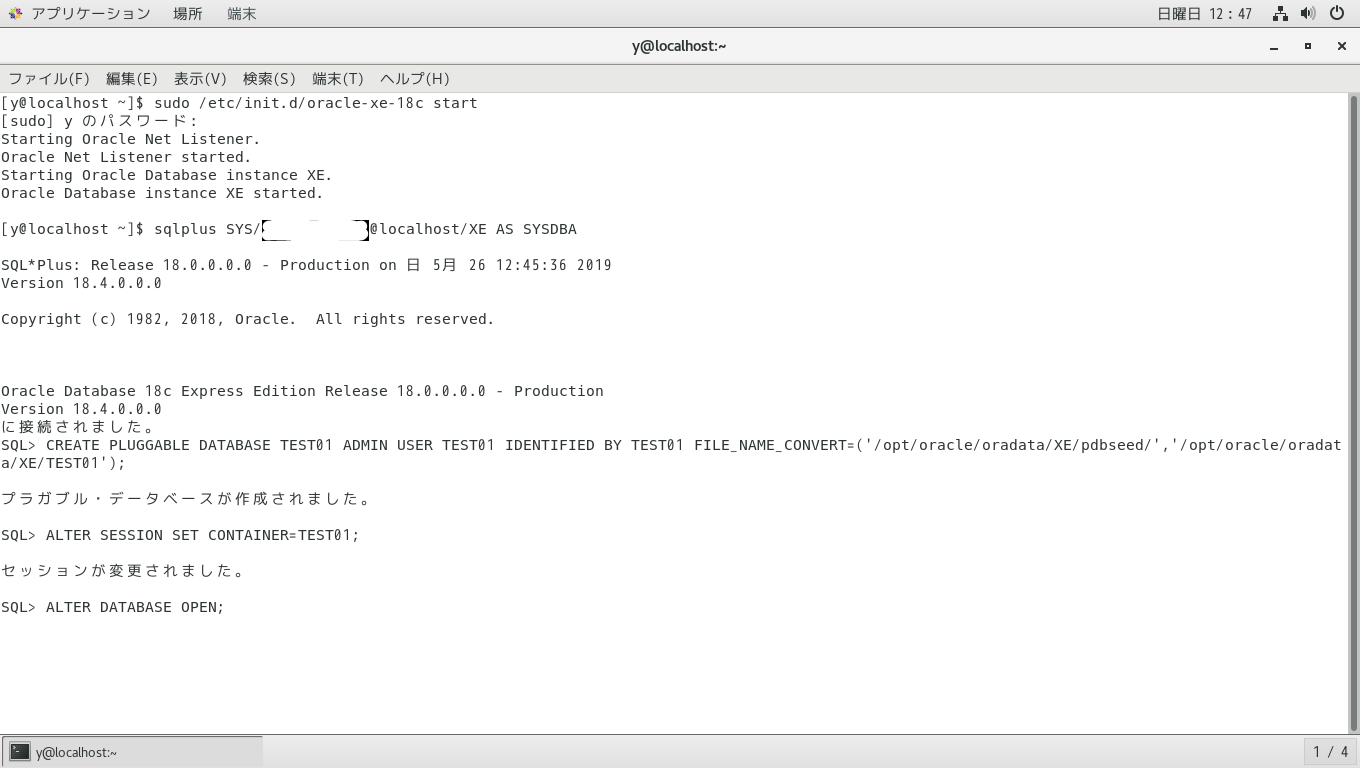 アプリケーション 場所 端末 日曜日 12：47
y@localhost:~
ファイル(F) 編集(E) 表示(V) 検索(S) 端末(T) ヘルプ(H)
[y@localhost ~]$ sudo /etc/init.d/oracle-xe-18c start
[sudo] y のパスワード:
Starting Oracle Net Listener.
Oracle Net Listener started.
Starting Oracle Database instance XE.
Oracle Database instance XE started.
[y@localhost ~]$ sqlplus SYS/ @localhost/XE AS SYSDBA
SQL*Plus: Release 18.0.0.0.0 - Production on 日 5月 26 12:45:36 2019
Version 18.4.0.0.0
Copyright (c) 1982, 2018, Oracle.  All rights reserved.
Oracle Database 18c Express Edition Release 18.0.0.0.0 - Production
Version 18.4.0.0.0
に接続されました。
SQL> CREATE PLUGGABLE DATABASE TEST01 ADMIN USER TEST01 IDENTIFIED BY TEST01 FILE_NAME_CONVERT=('/opt/oracle/oradata/XE/pdbseed/','/opt/oracle/oradat
a/XE/TEST01');
プラガブル・データベースが作成されました。
SQL> ALTER SESSION SET CONTAINER=TEST01;
セッションが変更されました。
SQL> ALTER DATABASE OPEN;
y@localhost:~ 1 / 4